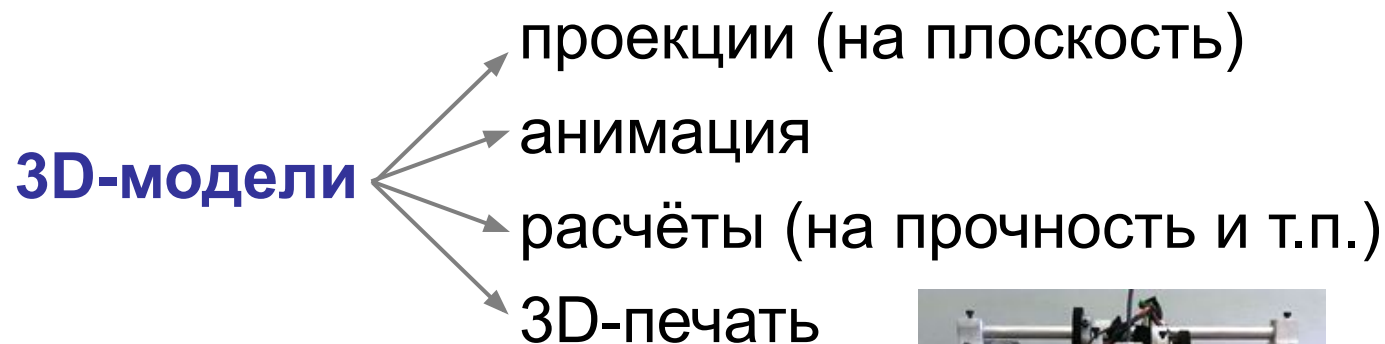 проекции (на плоскость)
анимация
3D-модели
расчёты (на прочность и т.п.)
3D-печать